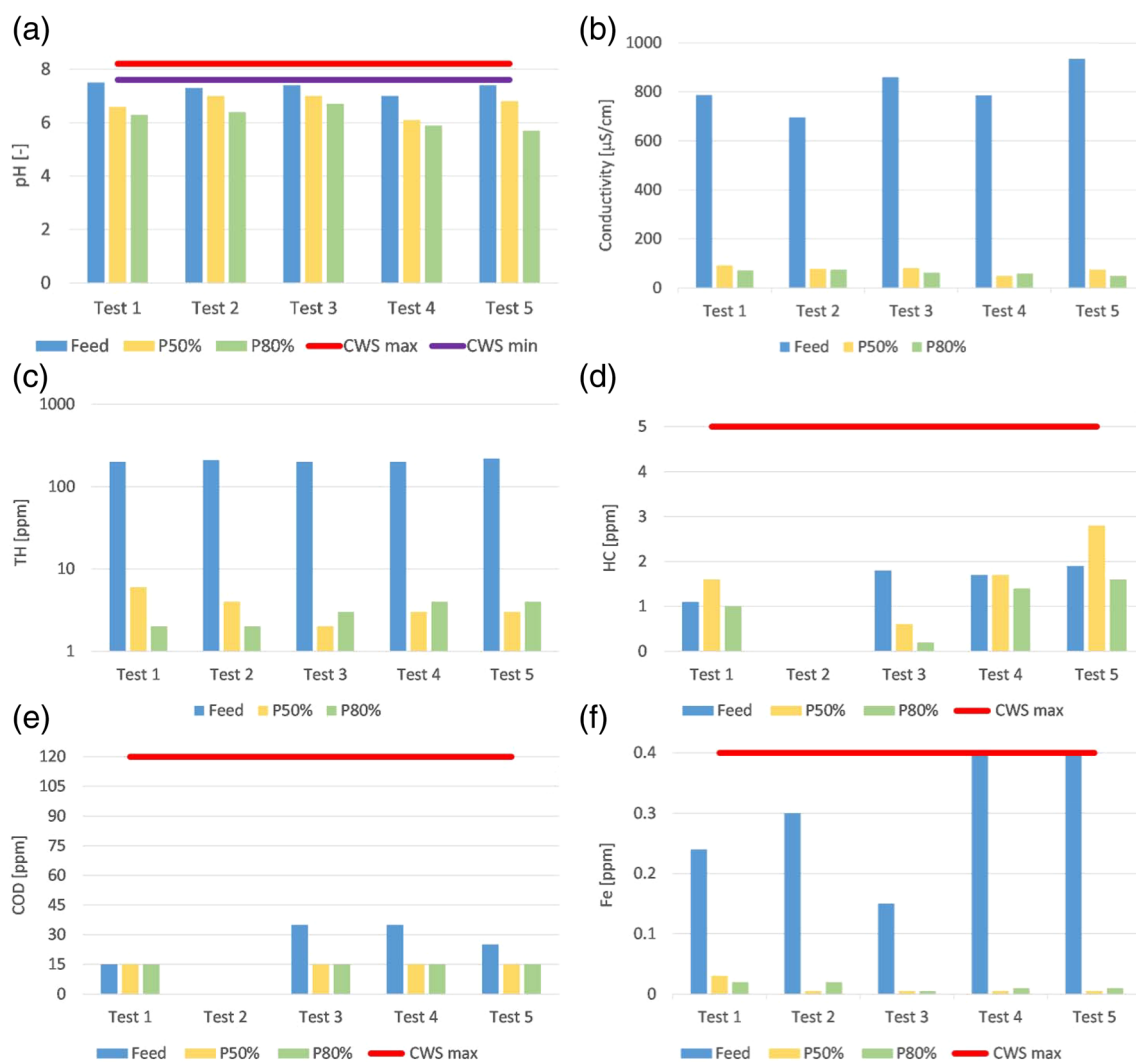 (a)
pH [-]
8
6
4
2
0
Test 1 Test 2 Test 3 Test 4 Test 5
Feed P50% P80% CWS max CWS min
(b)
Conductivity [µS/cm]
1000
800
600
400
200
0
Test 1 Test 2 Test 3 Test 4 Test 5
Feed P50% P80%
(c)
TH [ppm]
1000
100
10
1
Test 1 Test 2 Test 3 Test 4 Test 5
Feed P50% P80%
(d)
HC [ppm]
5
4
3
2
1
0
Test 1 Test 2 Test 3 Test 4 Test 5
Feed P50% P80% CWS max
(e)
COD [ppm]
120
105
90
75
60
45
30
15
0
Test 1 Test 2 Test 3 Test 4 Test 5
Feed P50% P80% CWS max
(f)
Fe [ppm]
0.4
0.3
0.2
0.1
0
Test 1 Test 2 Test 3 Test 4 Test 5
Feed P50% P80% CWS max